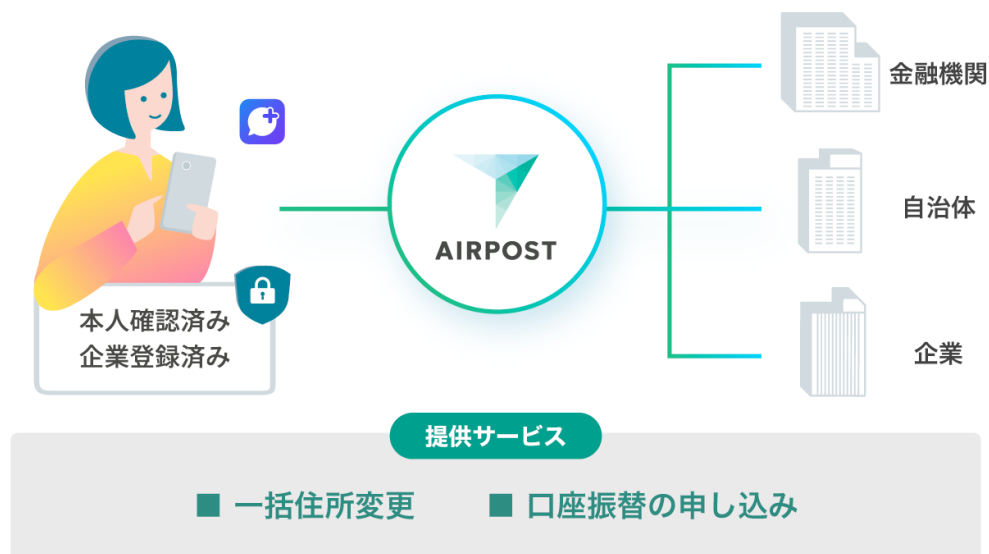 金融機関
AIRPOST
自治体
本人確認済み
企業登録済み
企業
提供サービス
■ 一括住所変更
■ 口座振替の申し込み